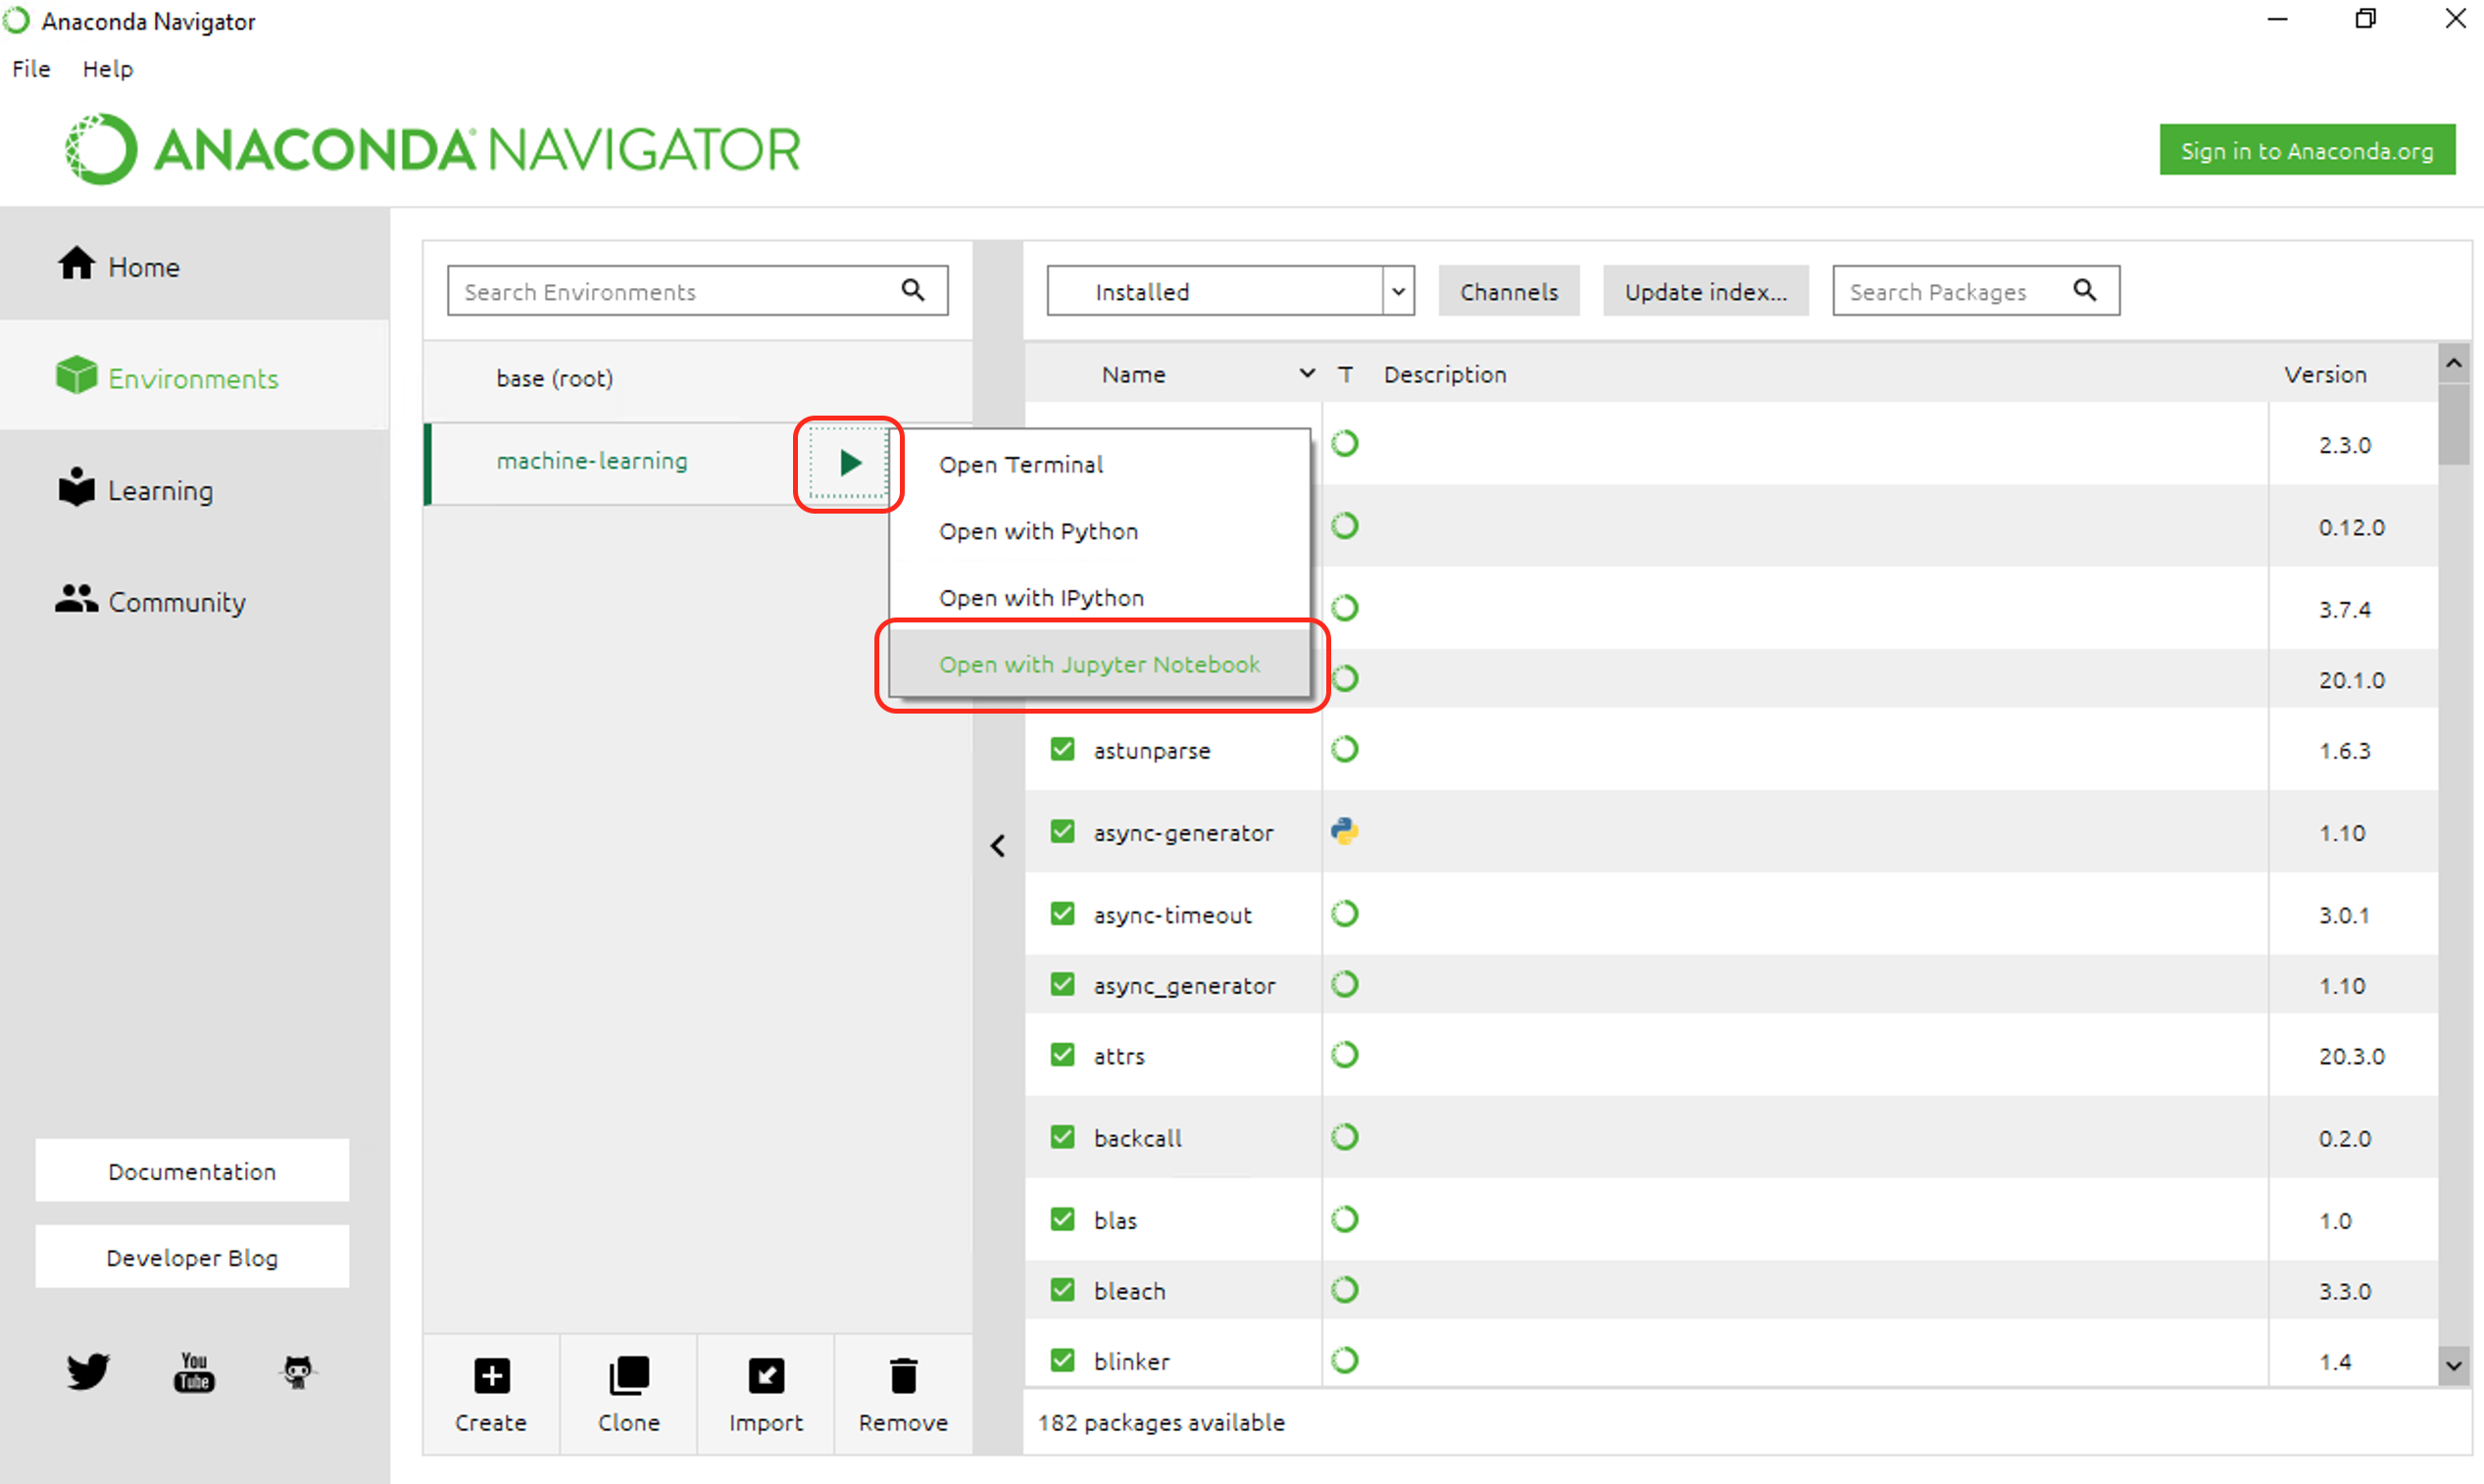 Anaconda Navigator
File Help
ANACONDA NAVIGATOR
Sign in to Anaconda.org
Home
Environments
Learning
Community
Documentation
Developer Blog
You
Tube
Search Environments
base (root)
machine-learning
Open Terminal
Open with Python
Open with IPython
Open with Jupyter Notebook
Create Clone Import Remove
Installed Channels Update index... Search Packages
Name T Description Version
2.3.0
0.12.0
3.7.4
20.1.0
astunparse 1.6.3
async-generator 1.10
async-timeout 3.0.1
async_generator 1.10
attrs 20.3.0
backcall 0.2.0
blas 1.0
bleach 3.3.0
blinker 1.4
182 packages available